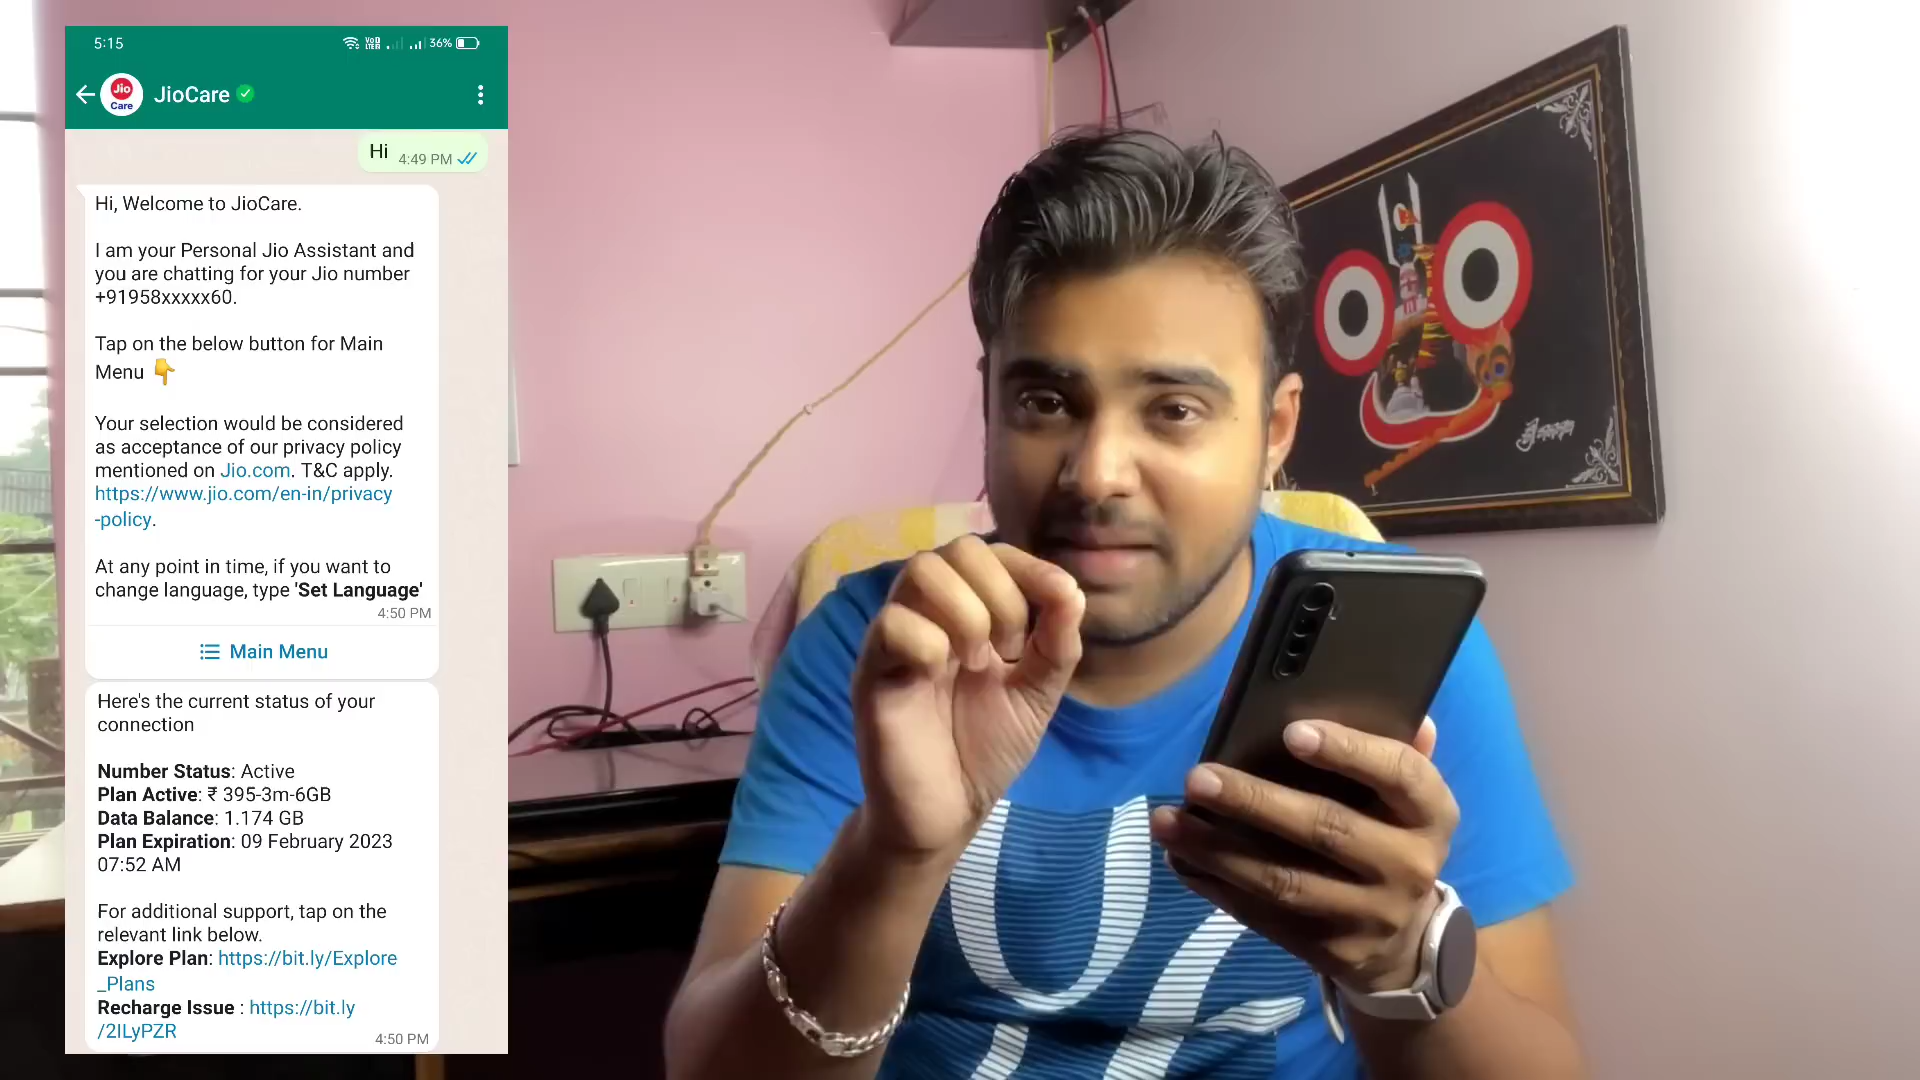 5:15
VoD
LTE
36%
Jio
Care
JioCare
Hi
4:49 PM
Hi, Welcome to JioCare.
I am your Personal Jio Assistant and
you are chatting for your Jio number
+91958xxxxx60.
Tap on the below button for Main
Menu 👇
Your selection would be considered
as acceptance of our privacy policy
mentioned on Jio.com. T&C apply.
https://www.jio.com/en-in/privacy
-policy.
At any point in time, if you want to
change language, type 'Set Language'
4:50 PM
Main Menu
Here's the current status of your
connection
Number Status: Active
Plan Active: ₹ 395-3m-6GB
Data Balance: 1.174 GB
Plan Expiration: 09 February 2023
07:52 AM
For additional support, tap on the
relevant link below.
Explore Plan: https://bit.ly/Explore
_Plans
Recharge Issue : https://bit.ly
/2ILyPZR
4:50 PM